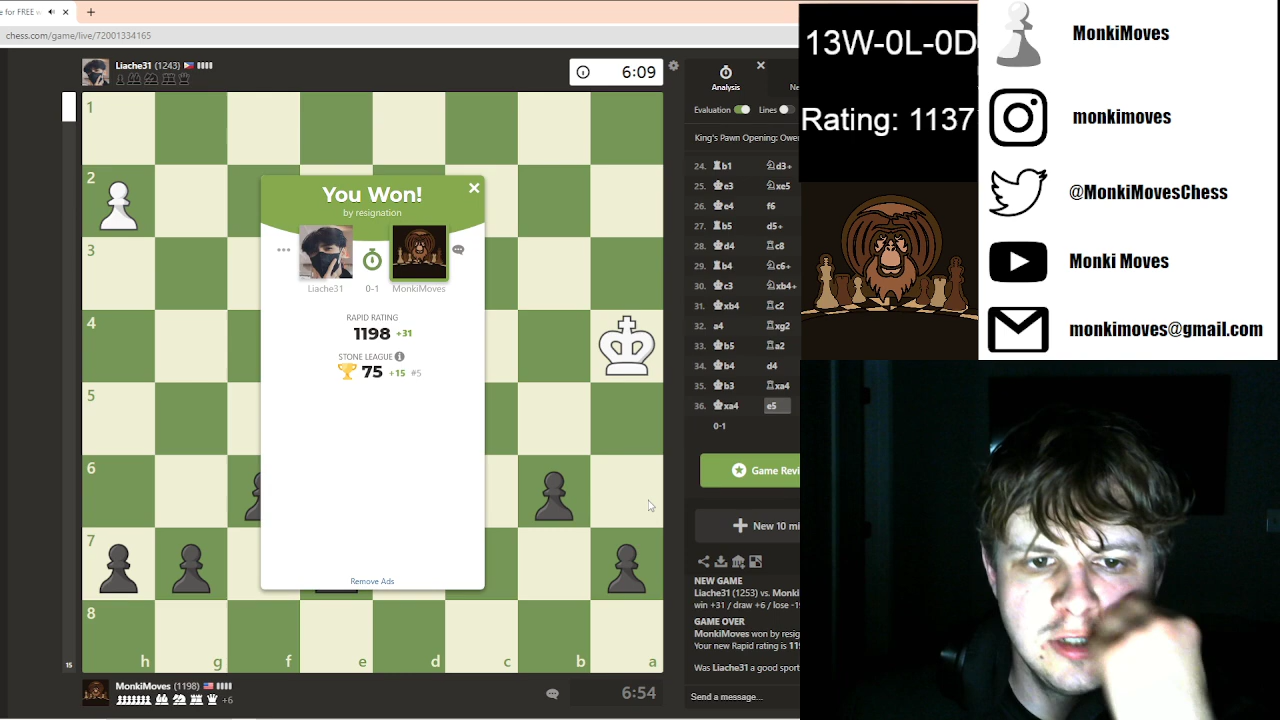 e for FREE
chess.com/game/live/72001334165
Liache31 (1243)
6:09
1
2
3
4
5
6
7
8
h g f e d c b a
15
You Won!
by resignation
Liache31 0-1 MonkiMoves
RAPID RATING
1198 +31
STONE LEAGUE
75 +15 #5
Remove Ads
MonkiMoves (1198)
+6
6:54
Analysis
Ne
Evaluation Lines
King's Pawn Opening: Owe
24. b1 d3+
25. e3 xe5
26. e4 f6
27. b5 d5+
28. d4 c8
29. b4 c6+
30. c3 xb4+
31. xb4 c2
32. a4 xg2
33. b5 a2
34. b4 d4
35. b3 xa4
36. xa4 e5
0-1
Game Revi
New 10 mi
NEW GAME
Liache31 (1253) vs. Monki
win +31 / draw +6 / lose -1
GAME OVER
MonkiMoves won by resig
Your new Rapid rating is 119
Was Liache31 a good sport
Send a message...
13W-0L-0D
Rating: 1137
MonkiMoves
monkimoves
@MonkiMovesChess
Monki Moves
monkimoves@gmail.com